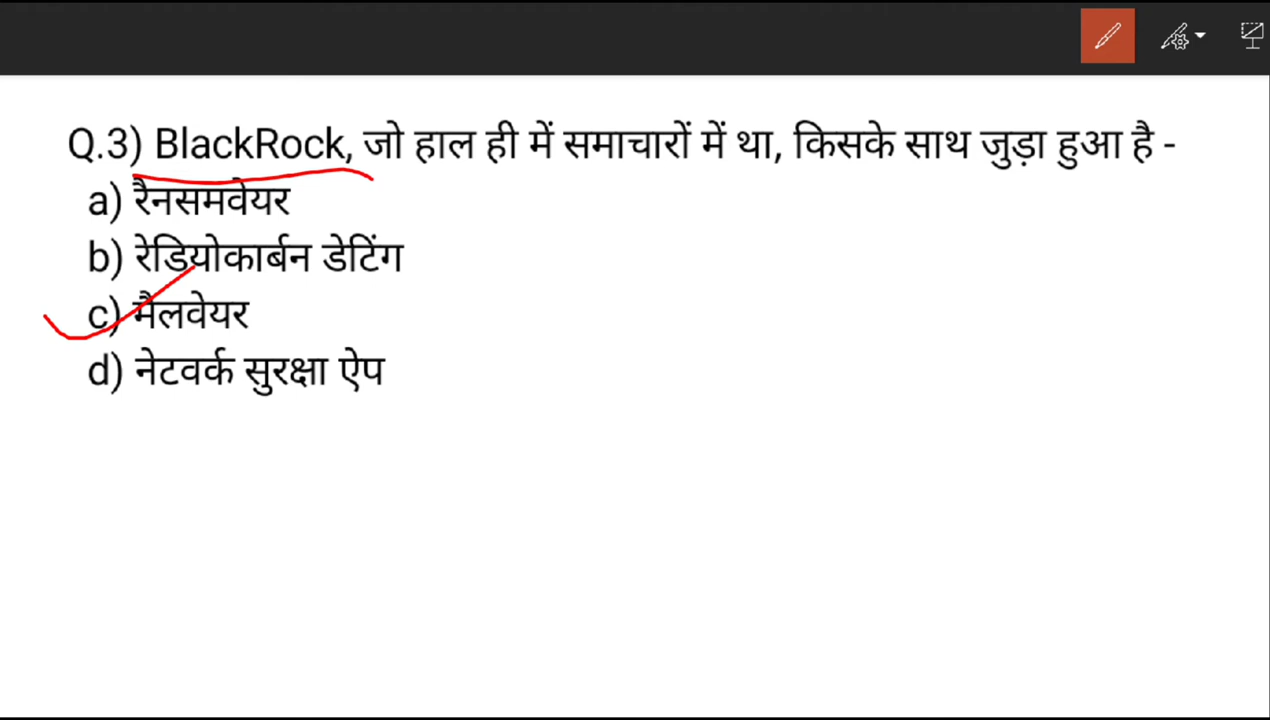 Q.3) BlackRock, जो हाल ही में समाचारों में था, किसके साथ जुड़ा हुआ है -
a) रैनसमवेयर
b) रेडियोकार्बन डेटिंग
c) मैलवेयर
d) नेटवर्क सुरक्षा ऐप